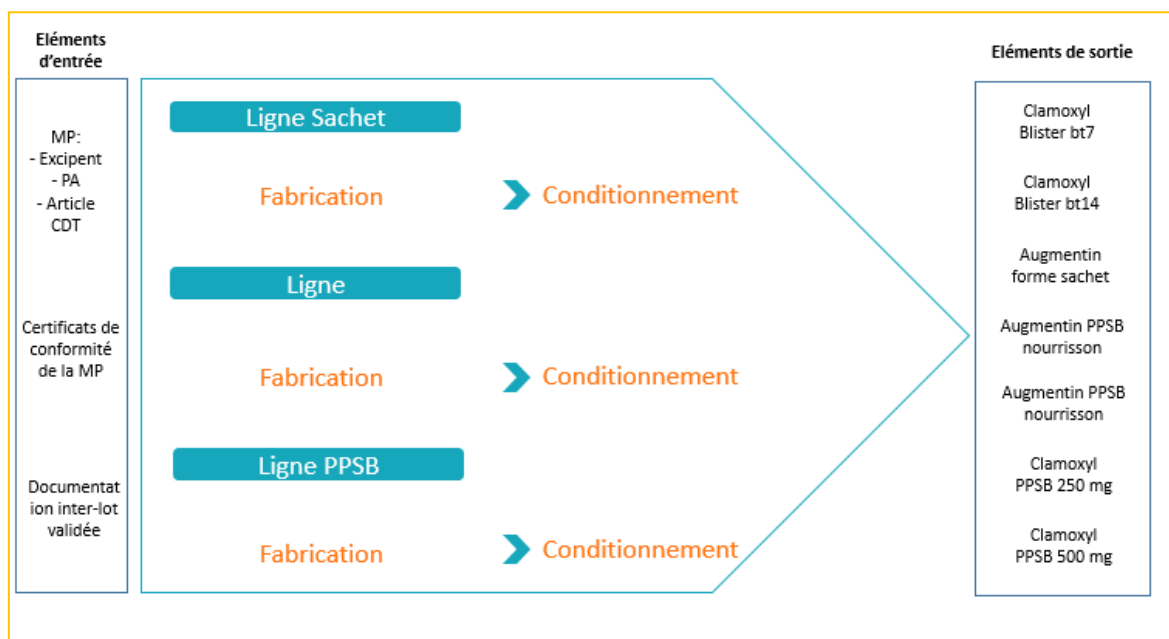 Eléments
d'entrée
MP:
- Excipent
- PA
- Article
CDT
Certificats de
conformité
de la MP
Documentat
ion inter-lot
validée
Ligne Sachet
Fabrication
Conditionnement
Ligne
Fabrication
Conditionnement
Ligne PPSB
Fabrication
Conditionnement
Eléments de sortie
Clamoxyl
Blister bt7
Clamoxyl
Blister bt14
Augmentin
forme sachet
Augmentin PPSB
nourrisson
Augmentin PPSB
nourrisson
Clamoxyl
PPSB 250 mg
Clamoxyl
PPSB 500 mg